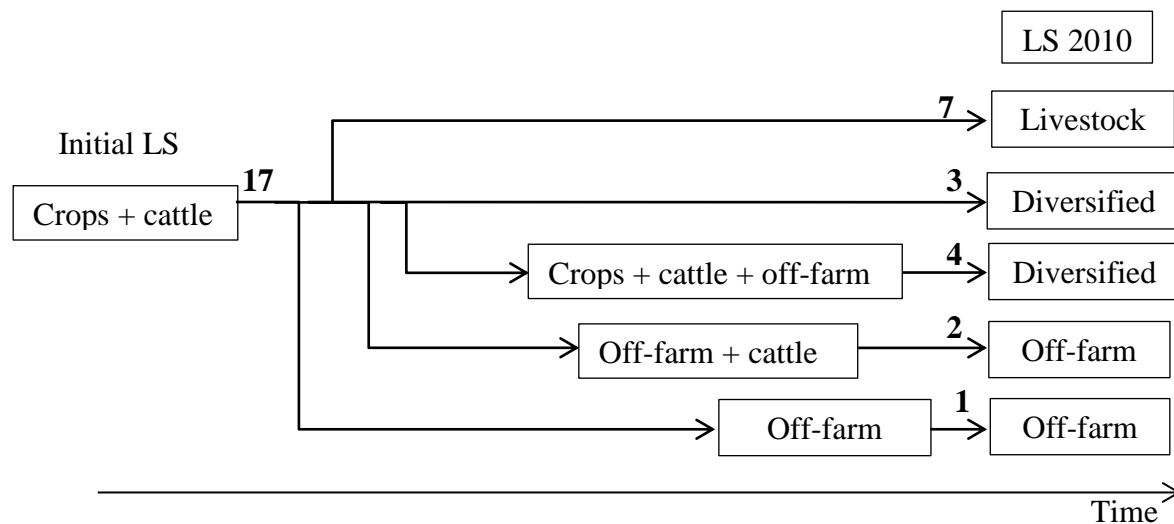 LS 2010
7
Livestock
Initial LS
17
3
Crops + cattle
Diversified
4
Crops + cattle + off-farm
Diversified
2
Off-farm + cattle
Off-farm
1
Off-farm
Off-farm
Time